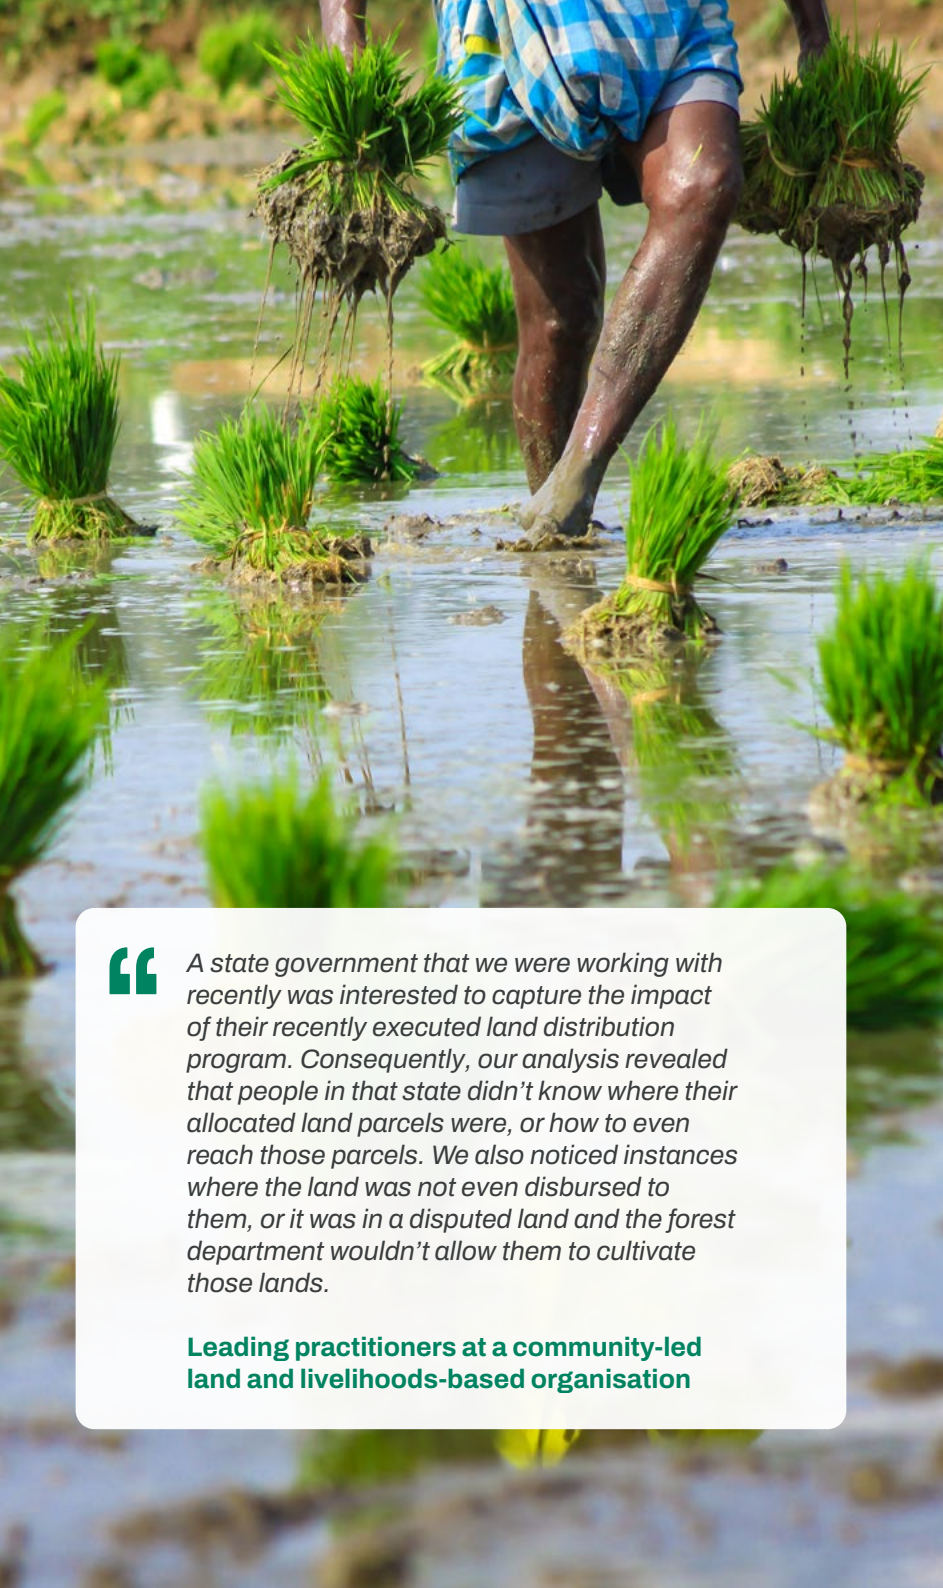 “
A state government that we were working with
recently was interested to capture the impact
of their recently executed land distribution
program. Consequently, our analysis revealed
that people in that state didn’t know where their
allocated land parcels were, or how to even
reach those parcels. We also noticed instances
where the land was not even disbursed to
them, or it was in a disputed land and the forest
department wouldn’t allow them to cultivate
those lands.
Leading practitioners at a community-led
land and livelihoods-based organisation